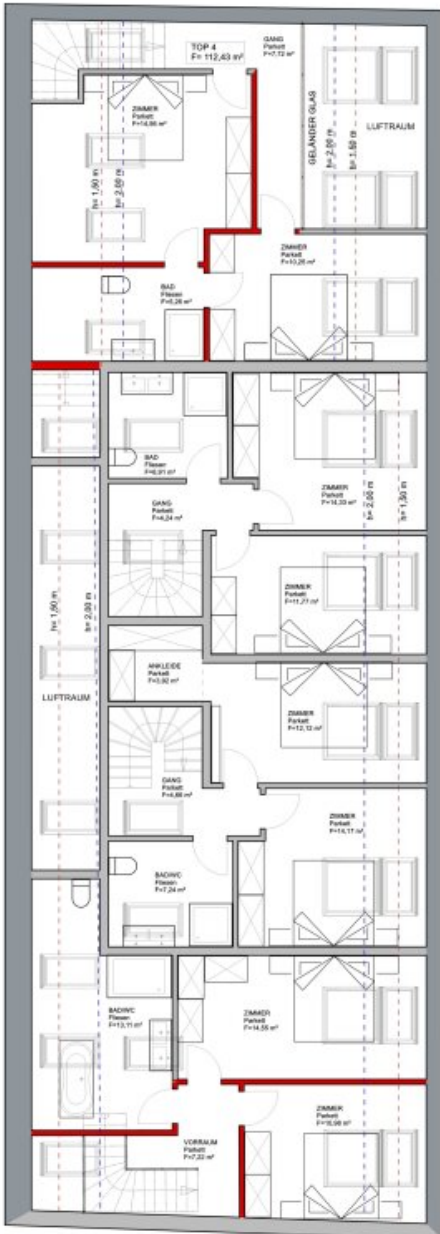 TOP 4
F= 112,43 m²
GANG
Parkett
F=7,72 m²
ZIMMER
Parkett
F=14,86 m²
h= 1,50 m
h= 2,00 m
GELÄNDER GLAS
h= 2,00 m
h= 1,50 m
LUFTRAUM
ZIMMER
Parkett
F=10,26 m²
BAD
Fliesen
F=5,26 m²
BAD
Fliesen
F=6,91 m²
ZIMMER
Parkett
F=14,33 m²
h= 2,00 m
h= 1,50 m
GANG
Parkett
F=4,24 m²
ZIMMER
Parkett
F=11,77 m²
h= 1,50 m
h= 2,00 m
LUFTRAUM
ANKLEIDE
Parkett
F=3,92 m²
ZIMMER
Parkett
F=12,12 m²
GANG
Parkett
F=4,66 m²
ZIMMER
Parkett
F=14,17 m²
BAD/WC
Fliesen
F=7,24 m²
BAD/WC
Fliesen
F=13,11 m²
ZIMMER
Parkett
F=14,55 m²
VORRAUM
Parkett
F=7,22 m²
ZIMMER
Parkett